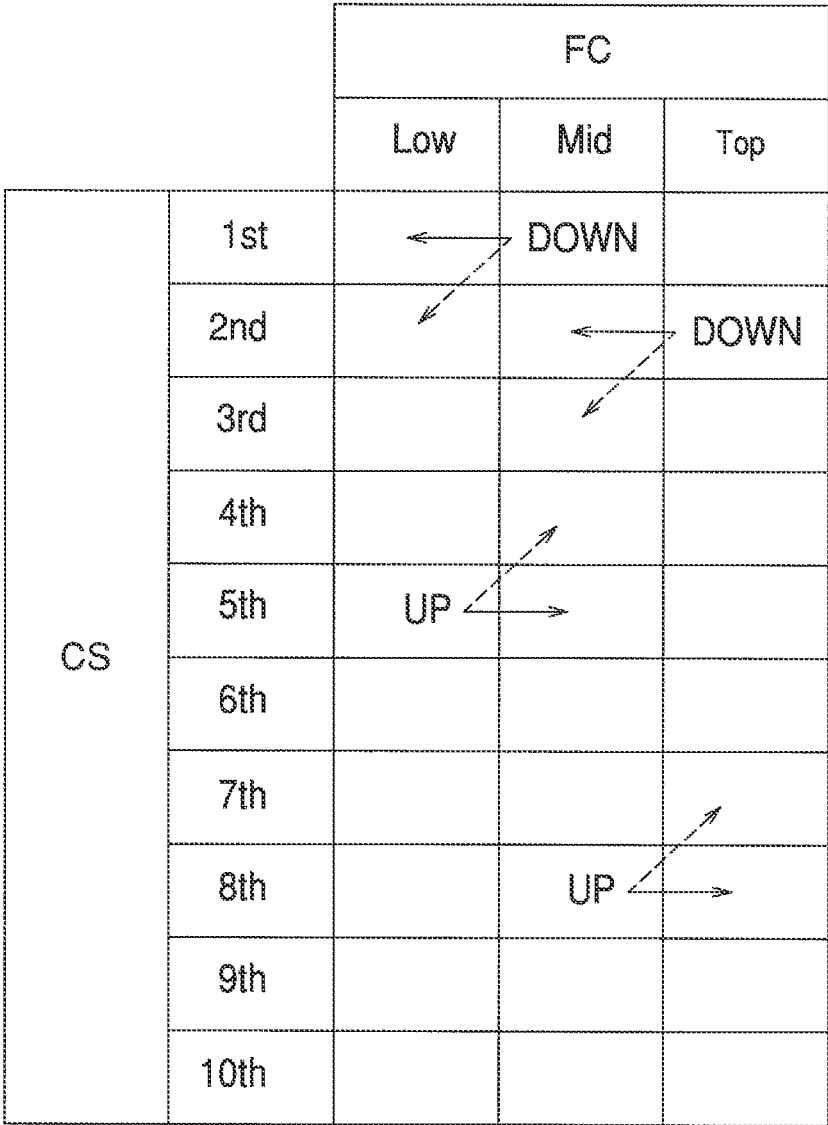 FC
Low Mid Top
1st DOWN
2nd DOWN
3rd
4th
5th UP
CS
6th
7th
8th UP
9th
10th